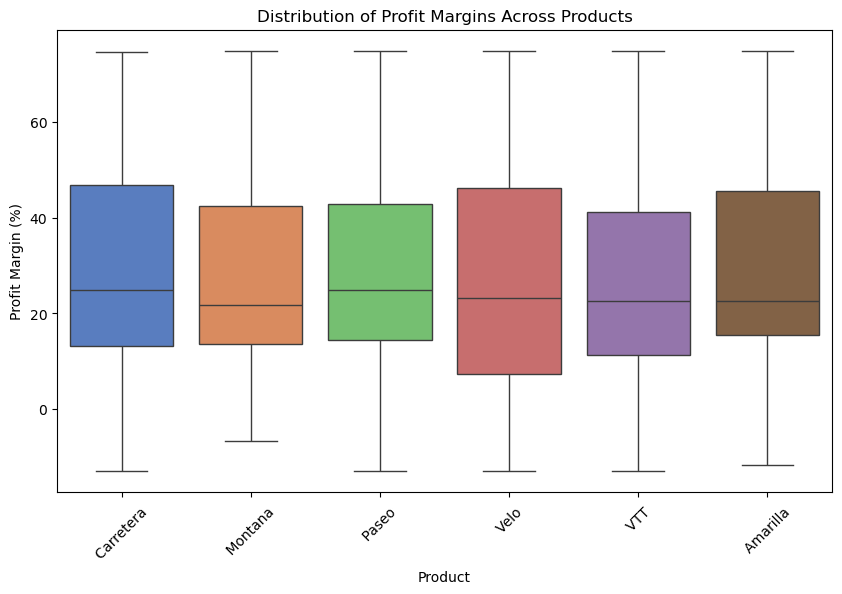 Distribution of Profit Margins Across Products
Profit Margin (%)
60
40
20
0
Carretera
Montana
Paseo
Velo
VTT
Amarilla
Product